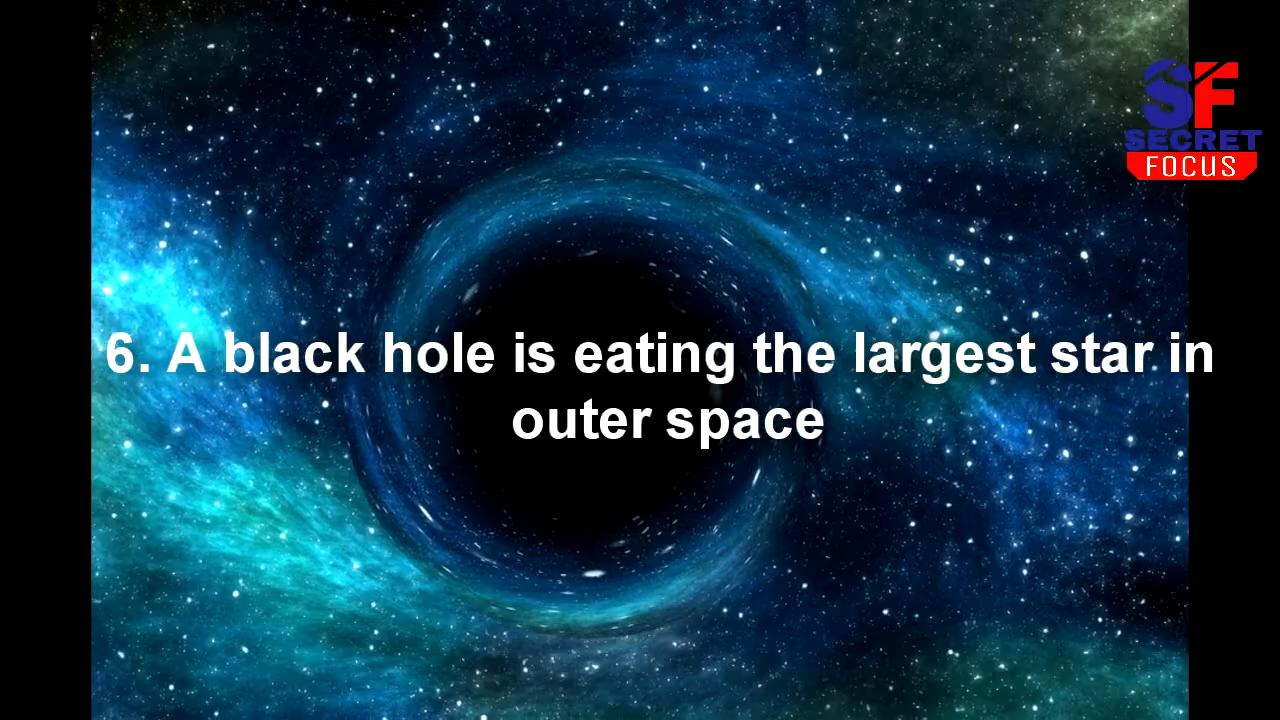 SF
SECRET
FOCUS
6. A black hole is eating the largest star in
outer space